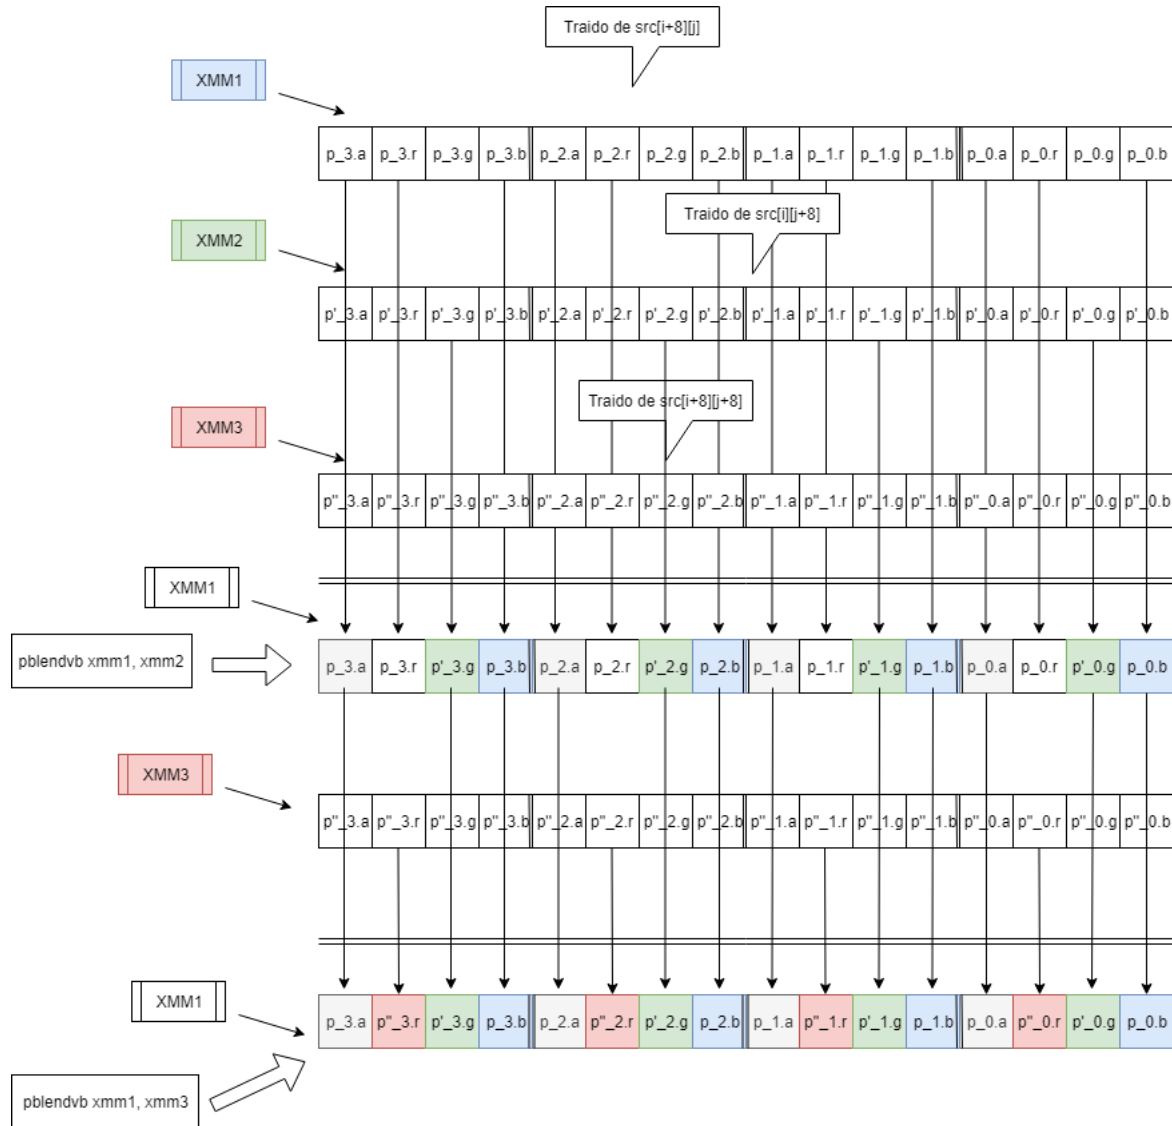 Traido de src[i+8][j]
XMM1
p_3.a p_3.r p_3.g p_3.b p_2.a p_2.r p_2.g p_2.b p_1.a p_1.r p_1.g p_1.b p_0.a p_0.r p_0.g p_0.b
Traido de src[i][j+8]
XMM2
p'_3.a p'_3.r p'_3.g p'_3.b p'_2.a p'_2.r p'_2.g p'_2.b p'_1.a p'_1.r p'_1.g p'_1.b p'_0.a p'_0.r p'_0.g p'_0.b
Traido de src[i+8][j+8]
XMM3
p"_3.a p"_3.r p"_3.g p"_3.b p"_2.a p"_2.r p"_2.g p"_2.b p"_1.a p"_1.r p"_1.g p"_1.b p"_0.a p"_0.r p"_0.g p"_0.b
XMM1
pblendvb xmm1, xmm2
p_3.a p_3.r p'_3.g p_3.b p_2.a p_2.r p'_2.g p_2.b p_1.a p_1.r p'_1.g p_1.b p_0.a p_0.r p'_0.g p_0.b
XMM3
p"_3.a p"_3.r p"_3.g p"_3.b p"_2.a p"_2.r p"_2.g p"_2.b p"_1.a p"_1.r p"_1.g p"_1.b p"_0.a p"_0.r p"_0.g p"_0.b
XMM1
p_3.a p"_3.r p'_3.g p_3.b p_2.a p"_2.r p'_2.g p_2.b p_1.a p"_1.r p'_1.g p_1.b p_0.a p"_0.r p'_0.g p_0.b
pblendvb xmm1, xmm3